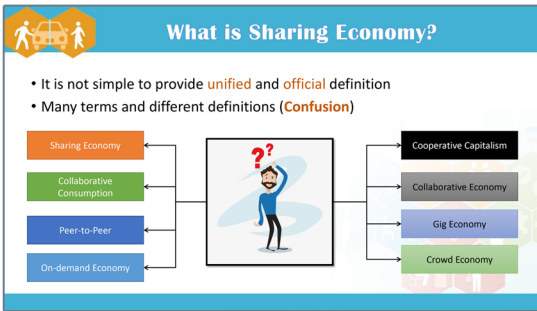 What is Sharing Economy?
• It is not simple to provide unified and official definition
• Many terms and different definitions (Confusion)
Sharing Economy
Collaborative
Consumption
Peer-to-Peer
On-demand Economy
??
Cooperative Capitalism
Collaborative Economy
Gig Economy
Crowd Economy